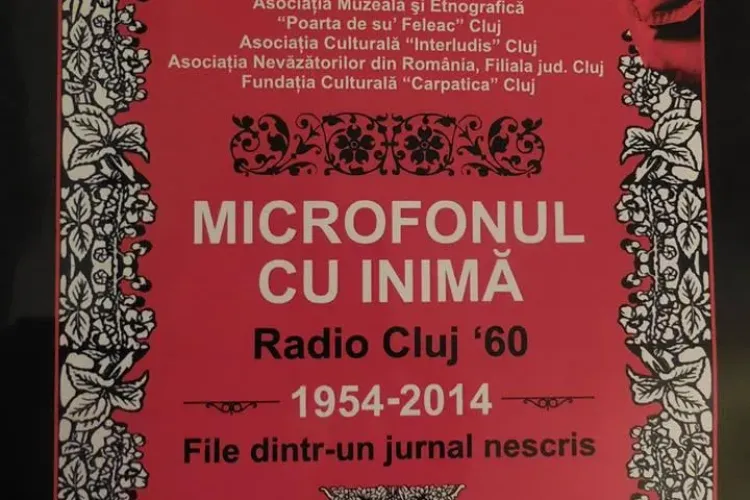 Asociația Muzeală și Etnografică
“Poarta de su’ Feleac” Cluj
Asociația Culturală “Interludis” Cluj
Asociația Nevăzătorilor din România, Filiala jud. Cluj
Fundația Culturală “Carpatica” Cluj
MICROFONUL
CU INIMĂ
Radio Cluj ‘60
1954-2014
File dintr-un jurnal nescris